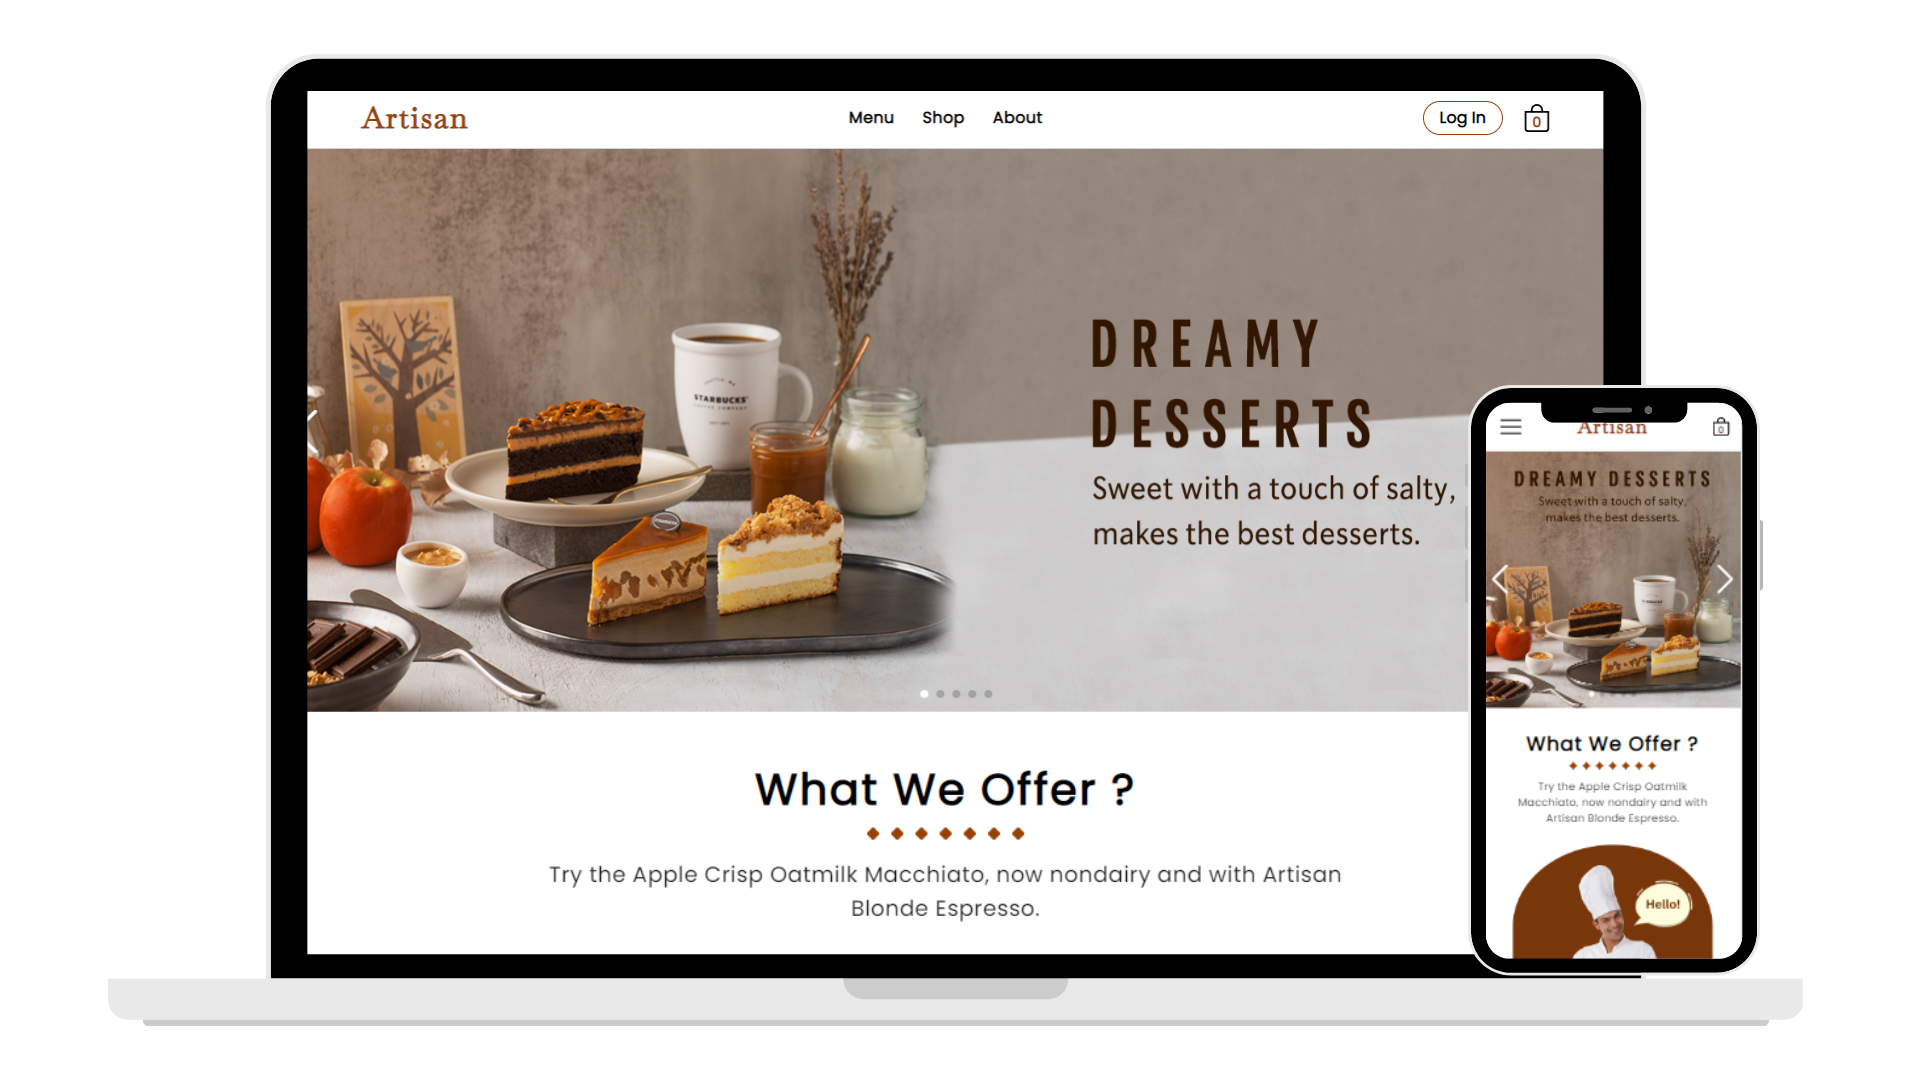 Artisan
Menu Shop About
Log In
0
DREAMY
DESSERTS
Sweet with a touch of salty,
makes the best desserts.
STARBUCKS
COFFEE COMPANY
What We Offer ?
Try the Apple Crisp Oatmilk Macchiato, now nondairy and with Artisan
Blonde Espresso.
Artisan
0
DREAMY DESSERTS
Sweet with a touch of salty,
makes the best desserts.
What We Offer ?
Try the Apple Crisp Oatmilk
Macchiato, now nondairy and with
Artisan Blonde Espresso.
Hello!